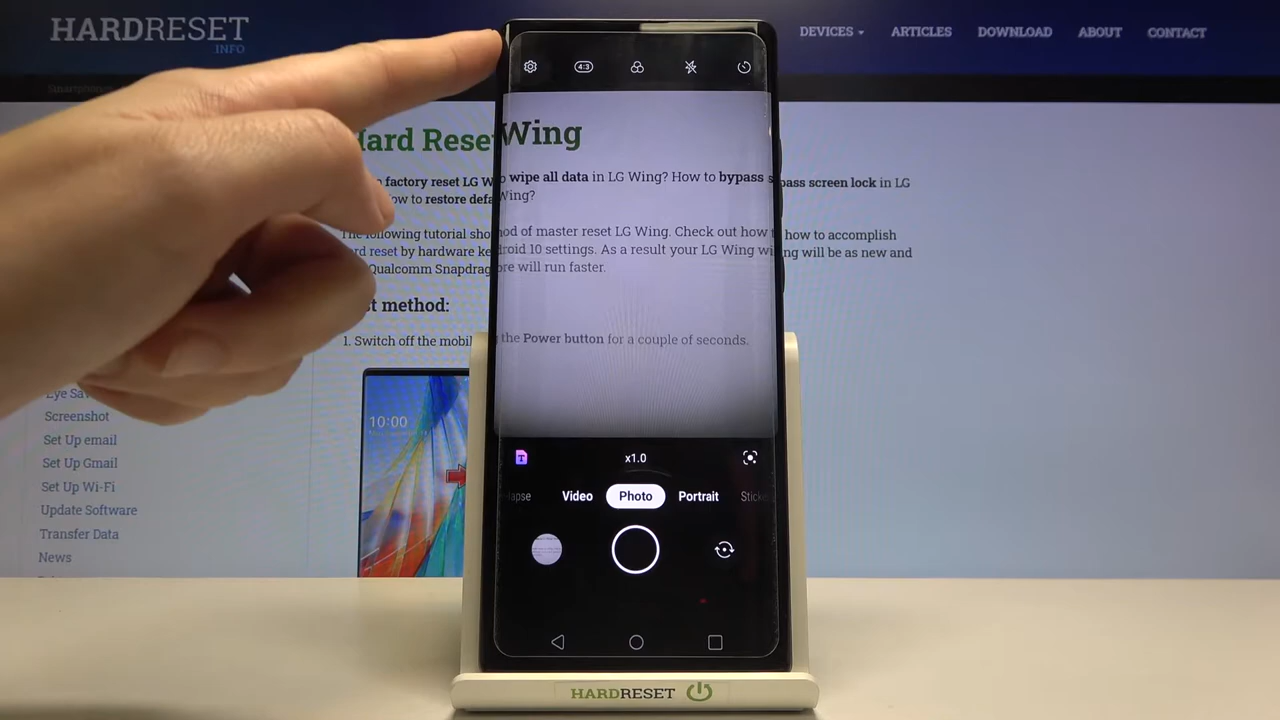 HARDRESET
INFO
DEVICES
ARTICLES
DOWNLOAD
ABOUT
CONTACT
4:3
Hard Rese
Wing
factory reset LG W
wipe all data in LG Wing? How to bypass s
pass screen lock in LG
ow to restore defa
Wing?
The following tutorial sho
od of master reset LG Wing. Check out how t
how to accomplish
rd reset by hardware ke
droid 10 settings. As a result your LG Wing wi
ng will be as new and
Qualcomm Snapdrag
ore will run faster.
t method:
1. Switch off the mobil
the Power button for a couple of seconds.
Eye Sav
Screenshot
Set Up email
Set Up Gmail
Set Up Wi-Fi
Update Software
Transfer Data
News
10:00
T
x1.0
lapse
Video
Photo
Portrait
Sticke
HARDRESET